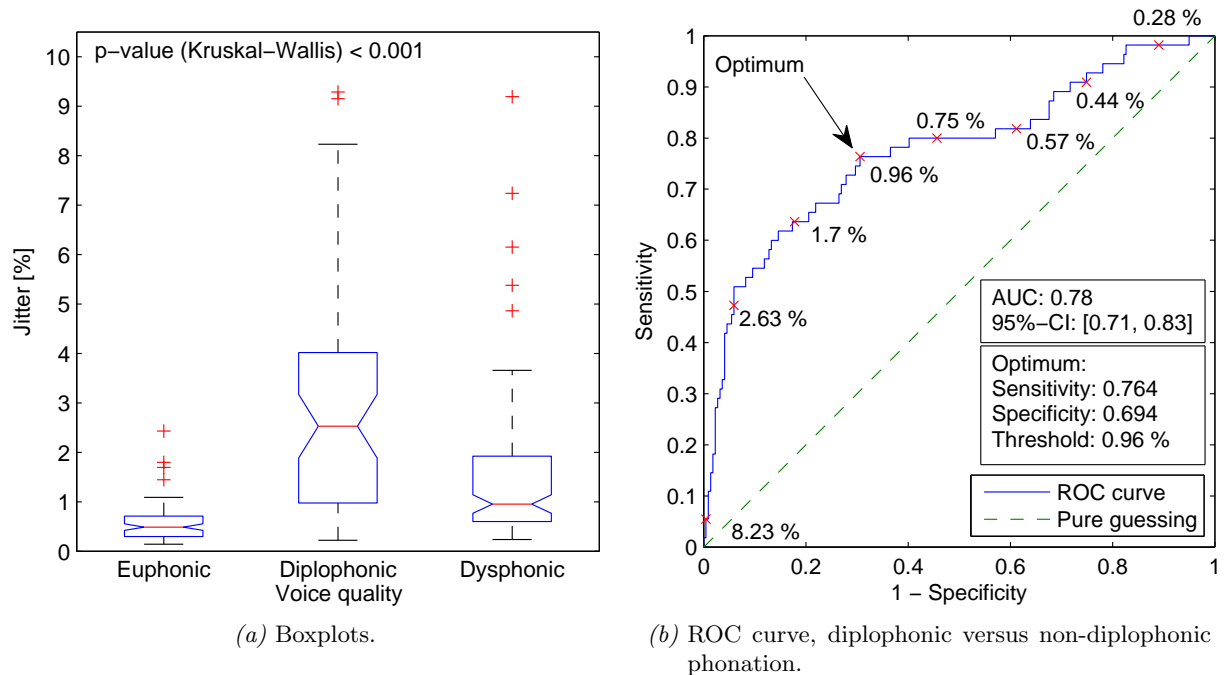 p−value (Kruskal−Wallis) < 0.001
10
9
8
7
6
5
4
3
2
1
0
Jitter [%]
Euphonic Diplophonic Dysphonic
Voice quality
(a) Boxplots.
0.28 %
Optimum
0.44 %
0.75 %
0.57 %
0.96 %
1.7 %
2.63 %
8.23 %
1
0.9
0.8
0.7
0.6
0.5
0.4
0.3
0.2
0.1
0
Sensitivity
AUC: 0.78
95%−CI: [0.71, 0.83]
Optimum:
Sensitivity: 0.764
Specificity: 0.694
Threshold: 0.96 %
ROC curve
Pure guessing
0 0.2 0.4 0.6 0.8 1
1 − Specificity
(b) ROC curve, diplophonic versus non-diplophonic
phonation.